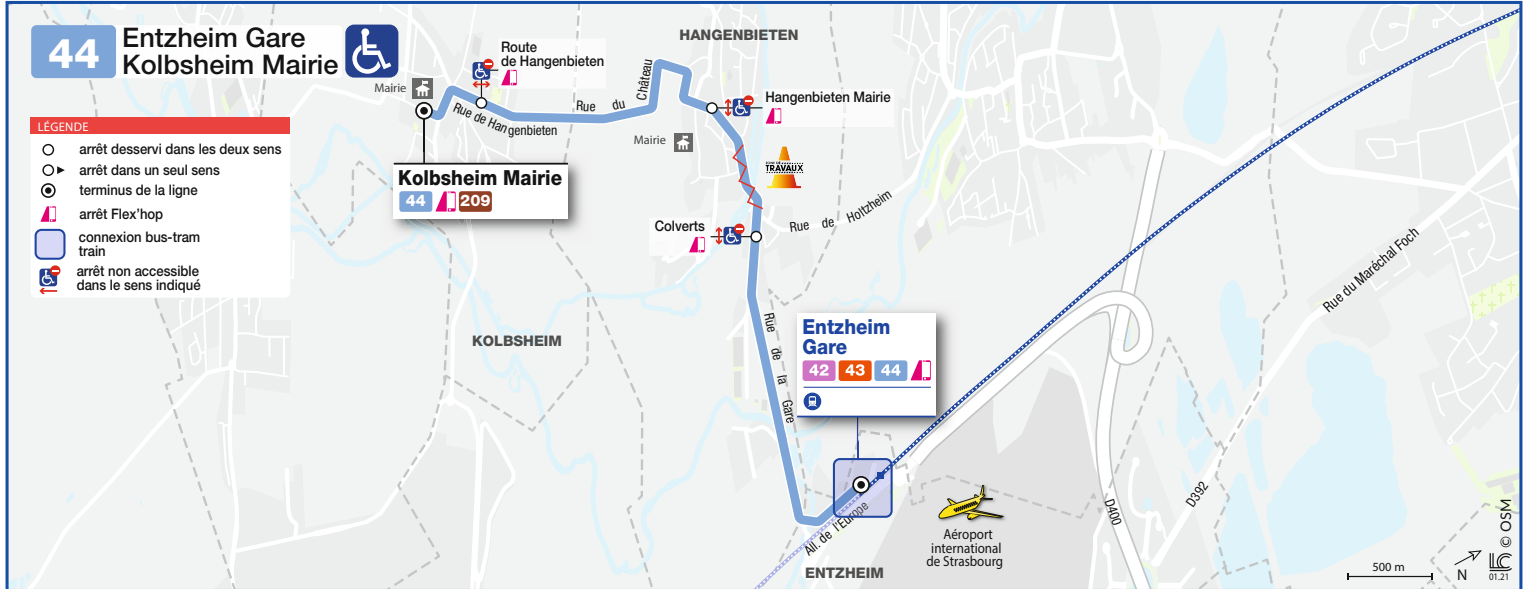 44
Entzheim Gare
Kolbsheim Mairie
LÉGENDE
arrêt desservi dans les deux sens
arrêt dans un seul sens
terminus de la ligne
arrêt Flex'hop
connexion bus-tram
train
arrêt non accessible
dans le sens indiqué
Mairie
Route
de Hangenbieten
Rue de Hangenbieten
Rue du Château
HANGENBIETEN
Hangenbieten Mairie
Mairie
TRAVAUX
Kolbsheim Mairie
44 209
Colverts
Rue de Holtzheim
KOLBSHEIM
Rue de la Gare
Entzheim
Gare
42 43 44
Rue du Maréchal Foch
All. de l'Europe
ENTZHEIM
Aéroport
international
de Strasbourg
D400
D392
500 m
N
LC
01.21
© OSM